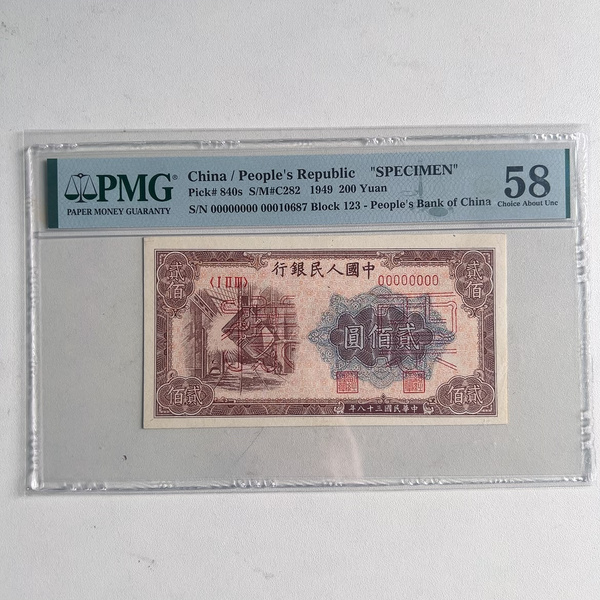 PMG
PAPER MONEY GUARANTY
China / People's Republic "SPECIMEN"
Pick# 840s S/M#C282 1949 200 Yuan
S/N 00000000 00010687 Block 123 - People's Bank of China
58
Choice About Unc
行銀民人國中
貳佰
貳佰
〈I II III〉
00000000
圓佰貳
佰貳
佰貳
年八十三國民華中